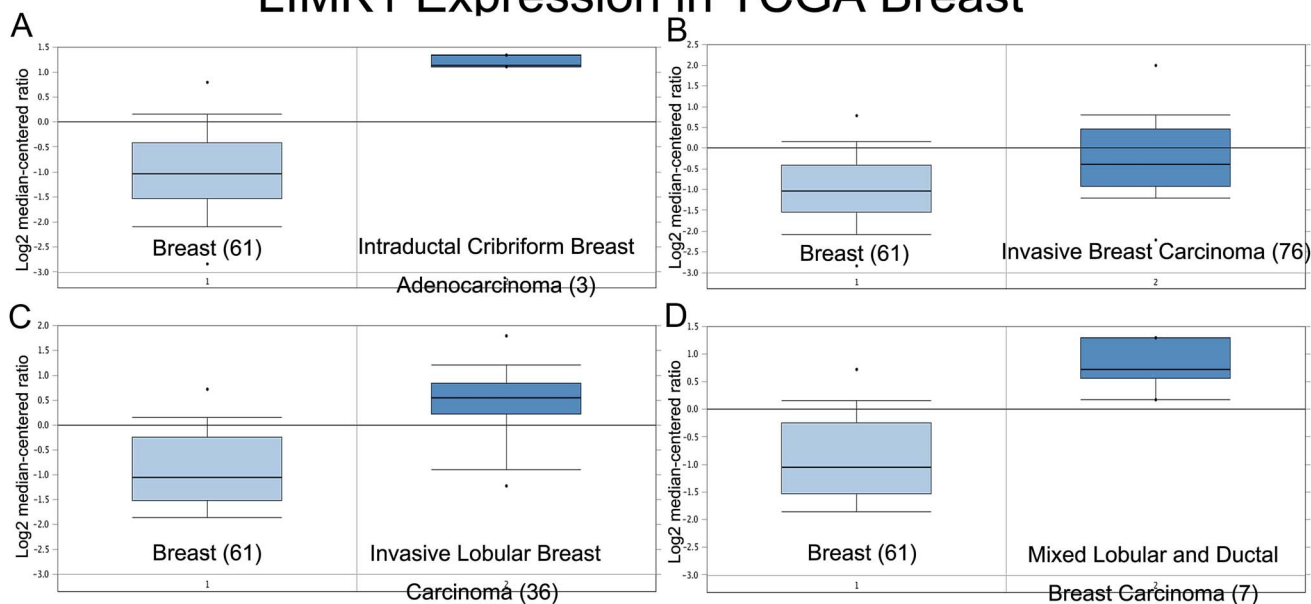 LIMK1 Expression in TCGA Breast
A
Log2 median-centered ratio
1.5
1.0
0.5
0.0
-0.5
-1.0
-1.5
-2.0
-2.5
-3.0
Breast (61)
Intraductal Cribriform Breast
Adenocarcinoma (3)
1
B
Log2 median-centered ratio
2.5
2.0
1.5
1.0
0.5
0.0
-0.5
-1.0
-1.5
-2.0
-2.5
-3.0
Breast (61)
Invasive Breast Carcinoma (76)
1
2
C
Log2 median-centered ratio
2.0
1.5
1.0
0.5
0.0
-0.5
-1.0
-1.5
-2.0
-2.5
-3.0
Breast (61)
Invasive Lobular Breast
Carcinoma (36)
1
2
D
Log2 median-centered ratio
1.5
1.0
0.5
0.0
-0.5
-1.0
-1.5
-2.0
-2.5
-3.0
Breast (61)
Mixed Lobular and Ductal
Breast Carcinoma (7)
1
2